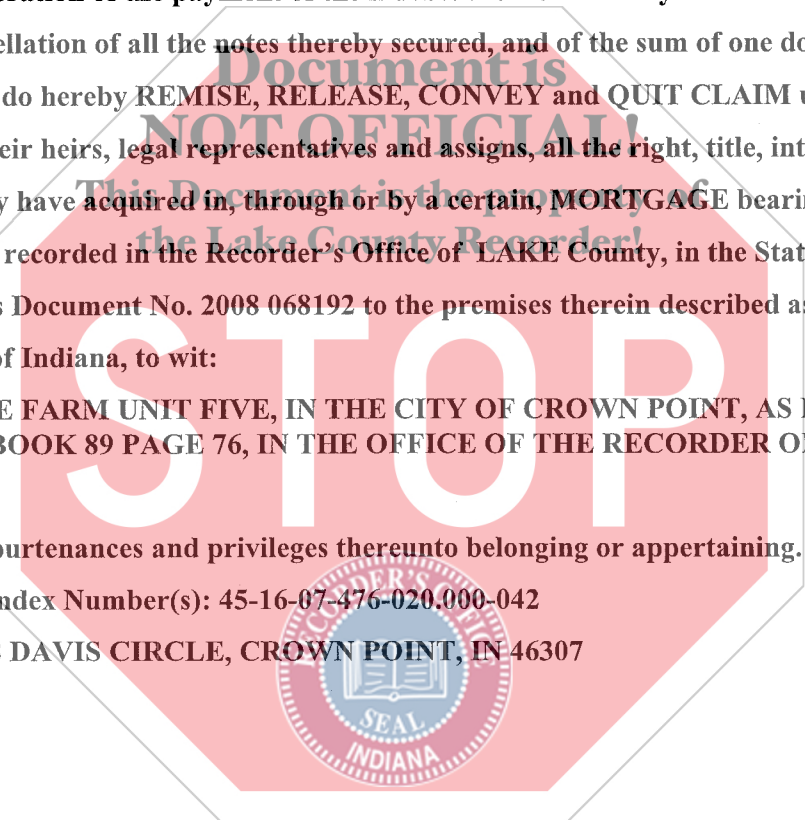 ellation of all the notes thereby secured, and of the sum of one do
do hereby REMISE, RELEASE, CONVEY and QUIT CLAIM u
eir heirs, legal representatives and assigns, all the right, title, int
y have acquired in, through or by a certain, MORTGAGE bearin
recorded in the Recorder's Office of LAKE County, in the Stat
s Document No. 2008 068192 to the premises therein described as
of Indiana, to wit:
E FARM UNIT FIVE, IN THE CITY OF CROWN POINT, AS
BOOK 89 PAGE 76, IN THE OFFICE OF THE RECORDER O
purtenances and privileges thereunto belonging or appertaining.
ndex Number(s): 45-16-07-476-020.000-042
DAVIS CIRCLE, CROWN POINT, IN 46307
Document is
NOT OFFICIAL!
This Document is the property of
the Lake County Recorder!
STOP
RECORDER'S OFFICE
SEAL
INDIANA